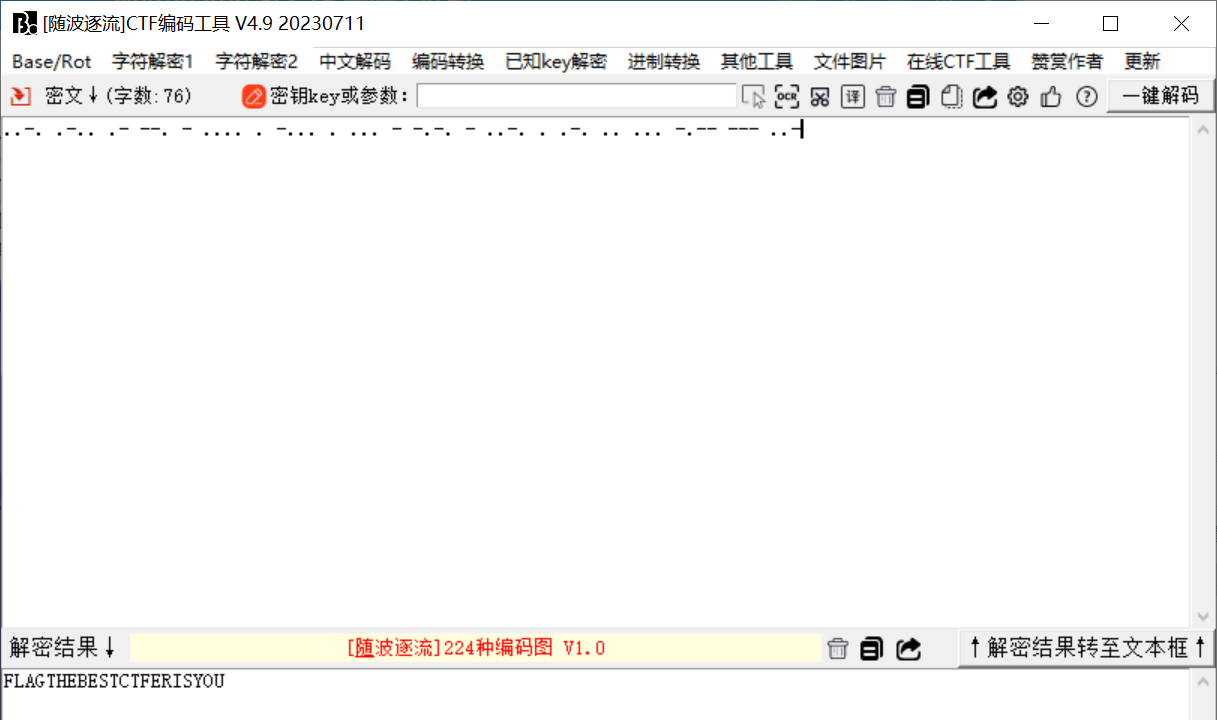 [随波逐流]CTF编码工具 V4.9 20230711
Base/Rot 字符解密1 字符解密2 中文解码 编码转换 已知key解密 进制转换 其他工具 文件图片 在线CTF工具 赞赏作者 更新
密文↓(字数:76) 密钥key或参数: OCR 译 一键解码
..-. .-.. .- --. - .... . -... . ... - -.-. - ..-. . .-. .. ... -.-- --- ..-
解密结果↓ [随波逐流]224种编码图 V1.0 ↑解密结果转至文本框↑
FLAGTHEBESTCTFERISYOU